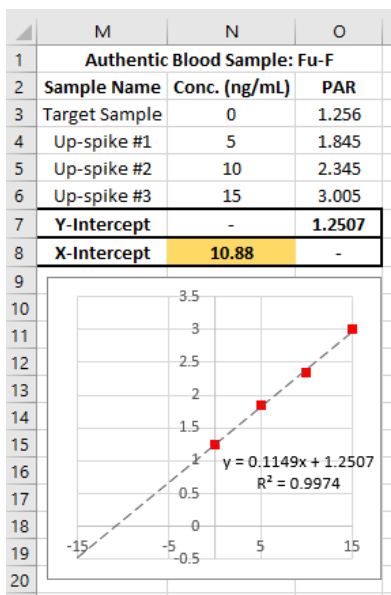 M N O
1 Authentic Blood Sample: Fu-F
2 Sample Name Conc. (ng/mL) PAR
3 Target Sample 0 1.256
4 Up-spike #1 5 1.845
5 Up-spike #2 10 2.345
6 Up-spike #3 15 3.005
7 Y-Intercept - 1.2507
8 X-Intercept 10.88 -
9
10
11
12
13
14
15
16
17
18
19
20
3.5
3
2.5
2
1.5
1
y = 0.1149x + 1.2507
R² = 0.9974
0.5
0
-15 -5 5 15
-0.5